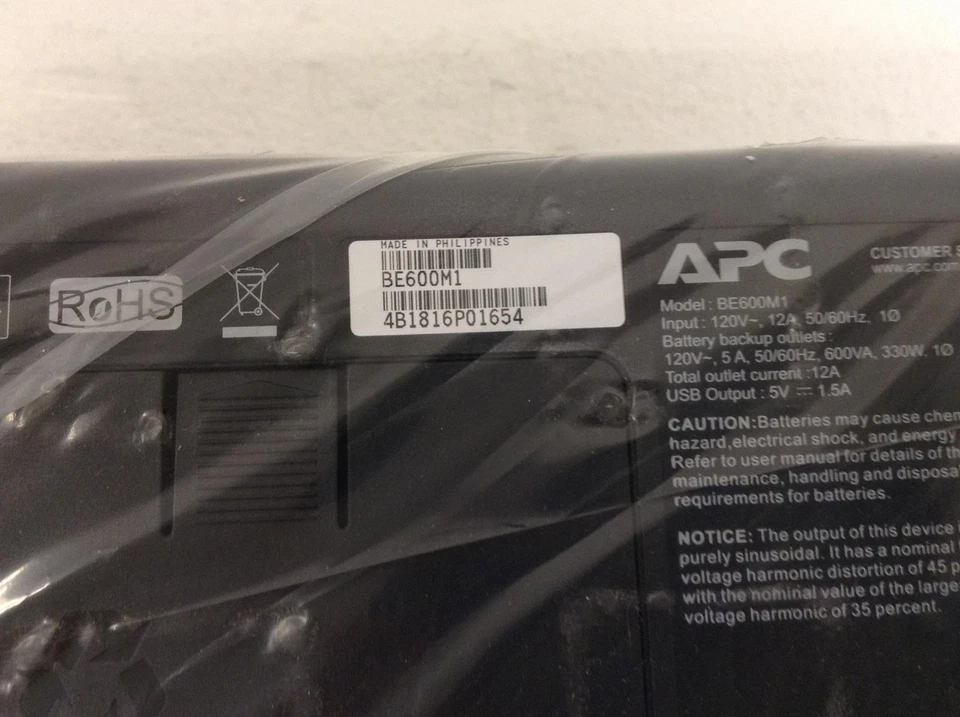 RoHS
MADE IN PHILIPPINES
BE600M1
4B1816P01654
APC
CUSTOMER
www.apc.com
Model : BE600M1
Input : 120V~, 12A, 50/60Hz, 1Ø
Battery backup outlets :
120V~, 5 A, 50/60Hz, 600VA, 330W, 1Ø
Total outlet current :12A
USB Output : 5V ⎓ 1.5A
CAUTION:Batteries may cause chem
hazard,electrical shock, and energy
Refer to user manual for details of th
maintenance, handling and disposa
requirements for batteries.
NOTICE: The output of this device i
purely sinusoidal. It has a nominal
voltage harmonic distortion of 45 p
with the nominal value of the large
voltage harmonic of 35 percent.